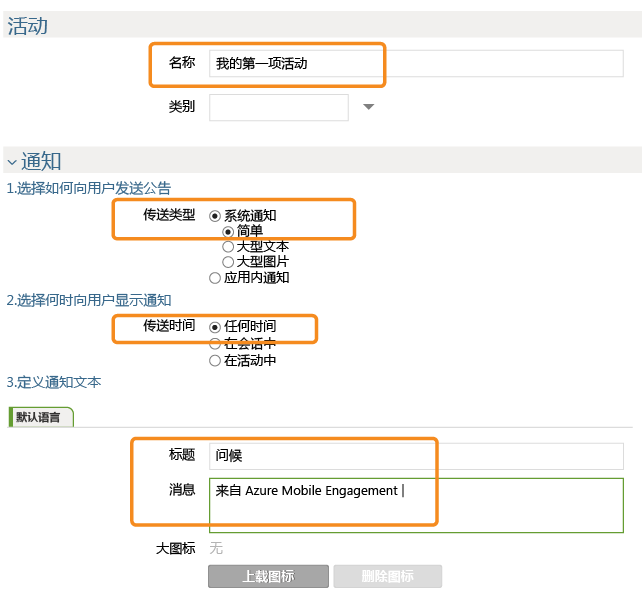 活动
名称 我的第一项活动
类别
通知
1.选择如何向用户发送公告
传送类型 系统通知
简单
大型文本
大型图片
应用内通知
2.选择何时向用户显示通知
传送时间 任何时间
在会话中
在活动中
3.定义通知文本
默认语言
标题 问候
消息 来自 Azure Mobile Engagement
大图标 无
上载图标 删除图标